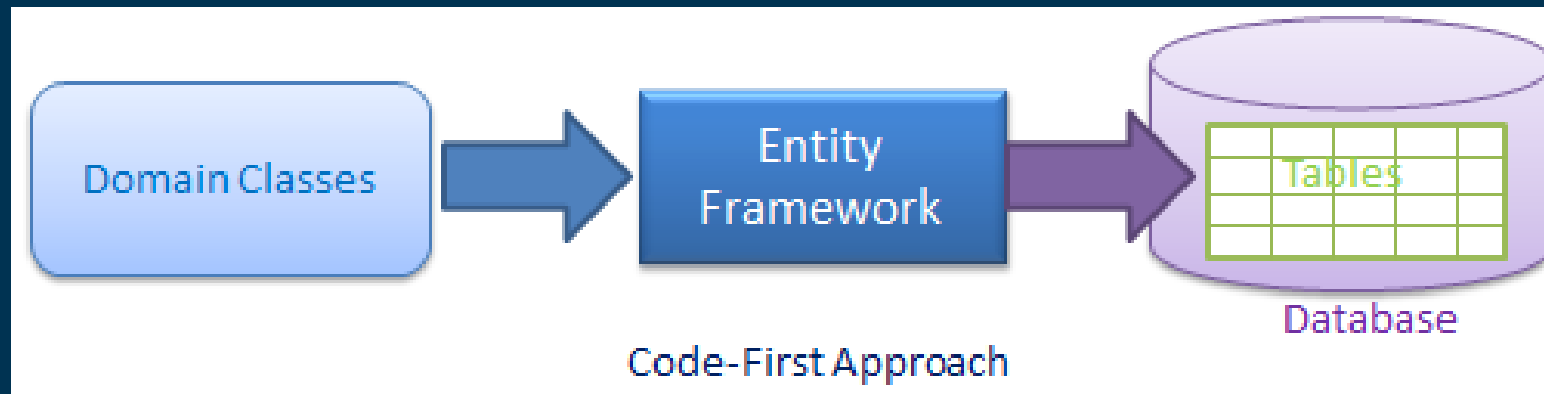 Domain Classes
Entity
Framework
Tables
Database
Code-First Approach